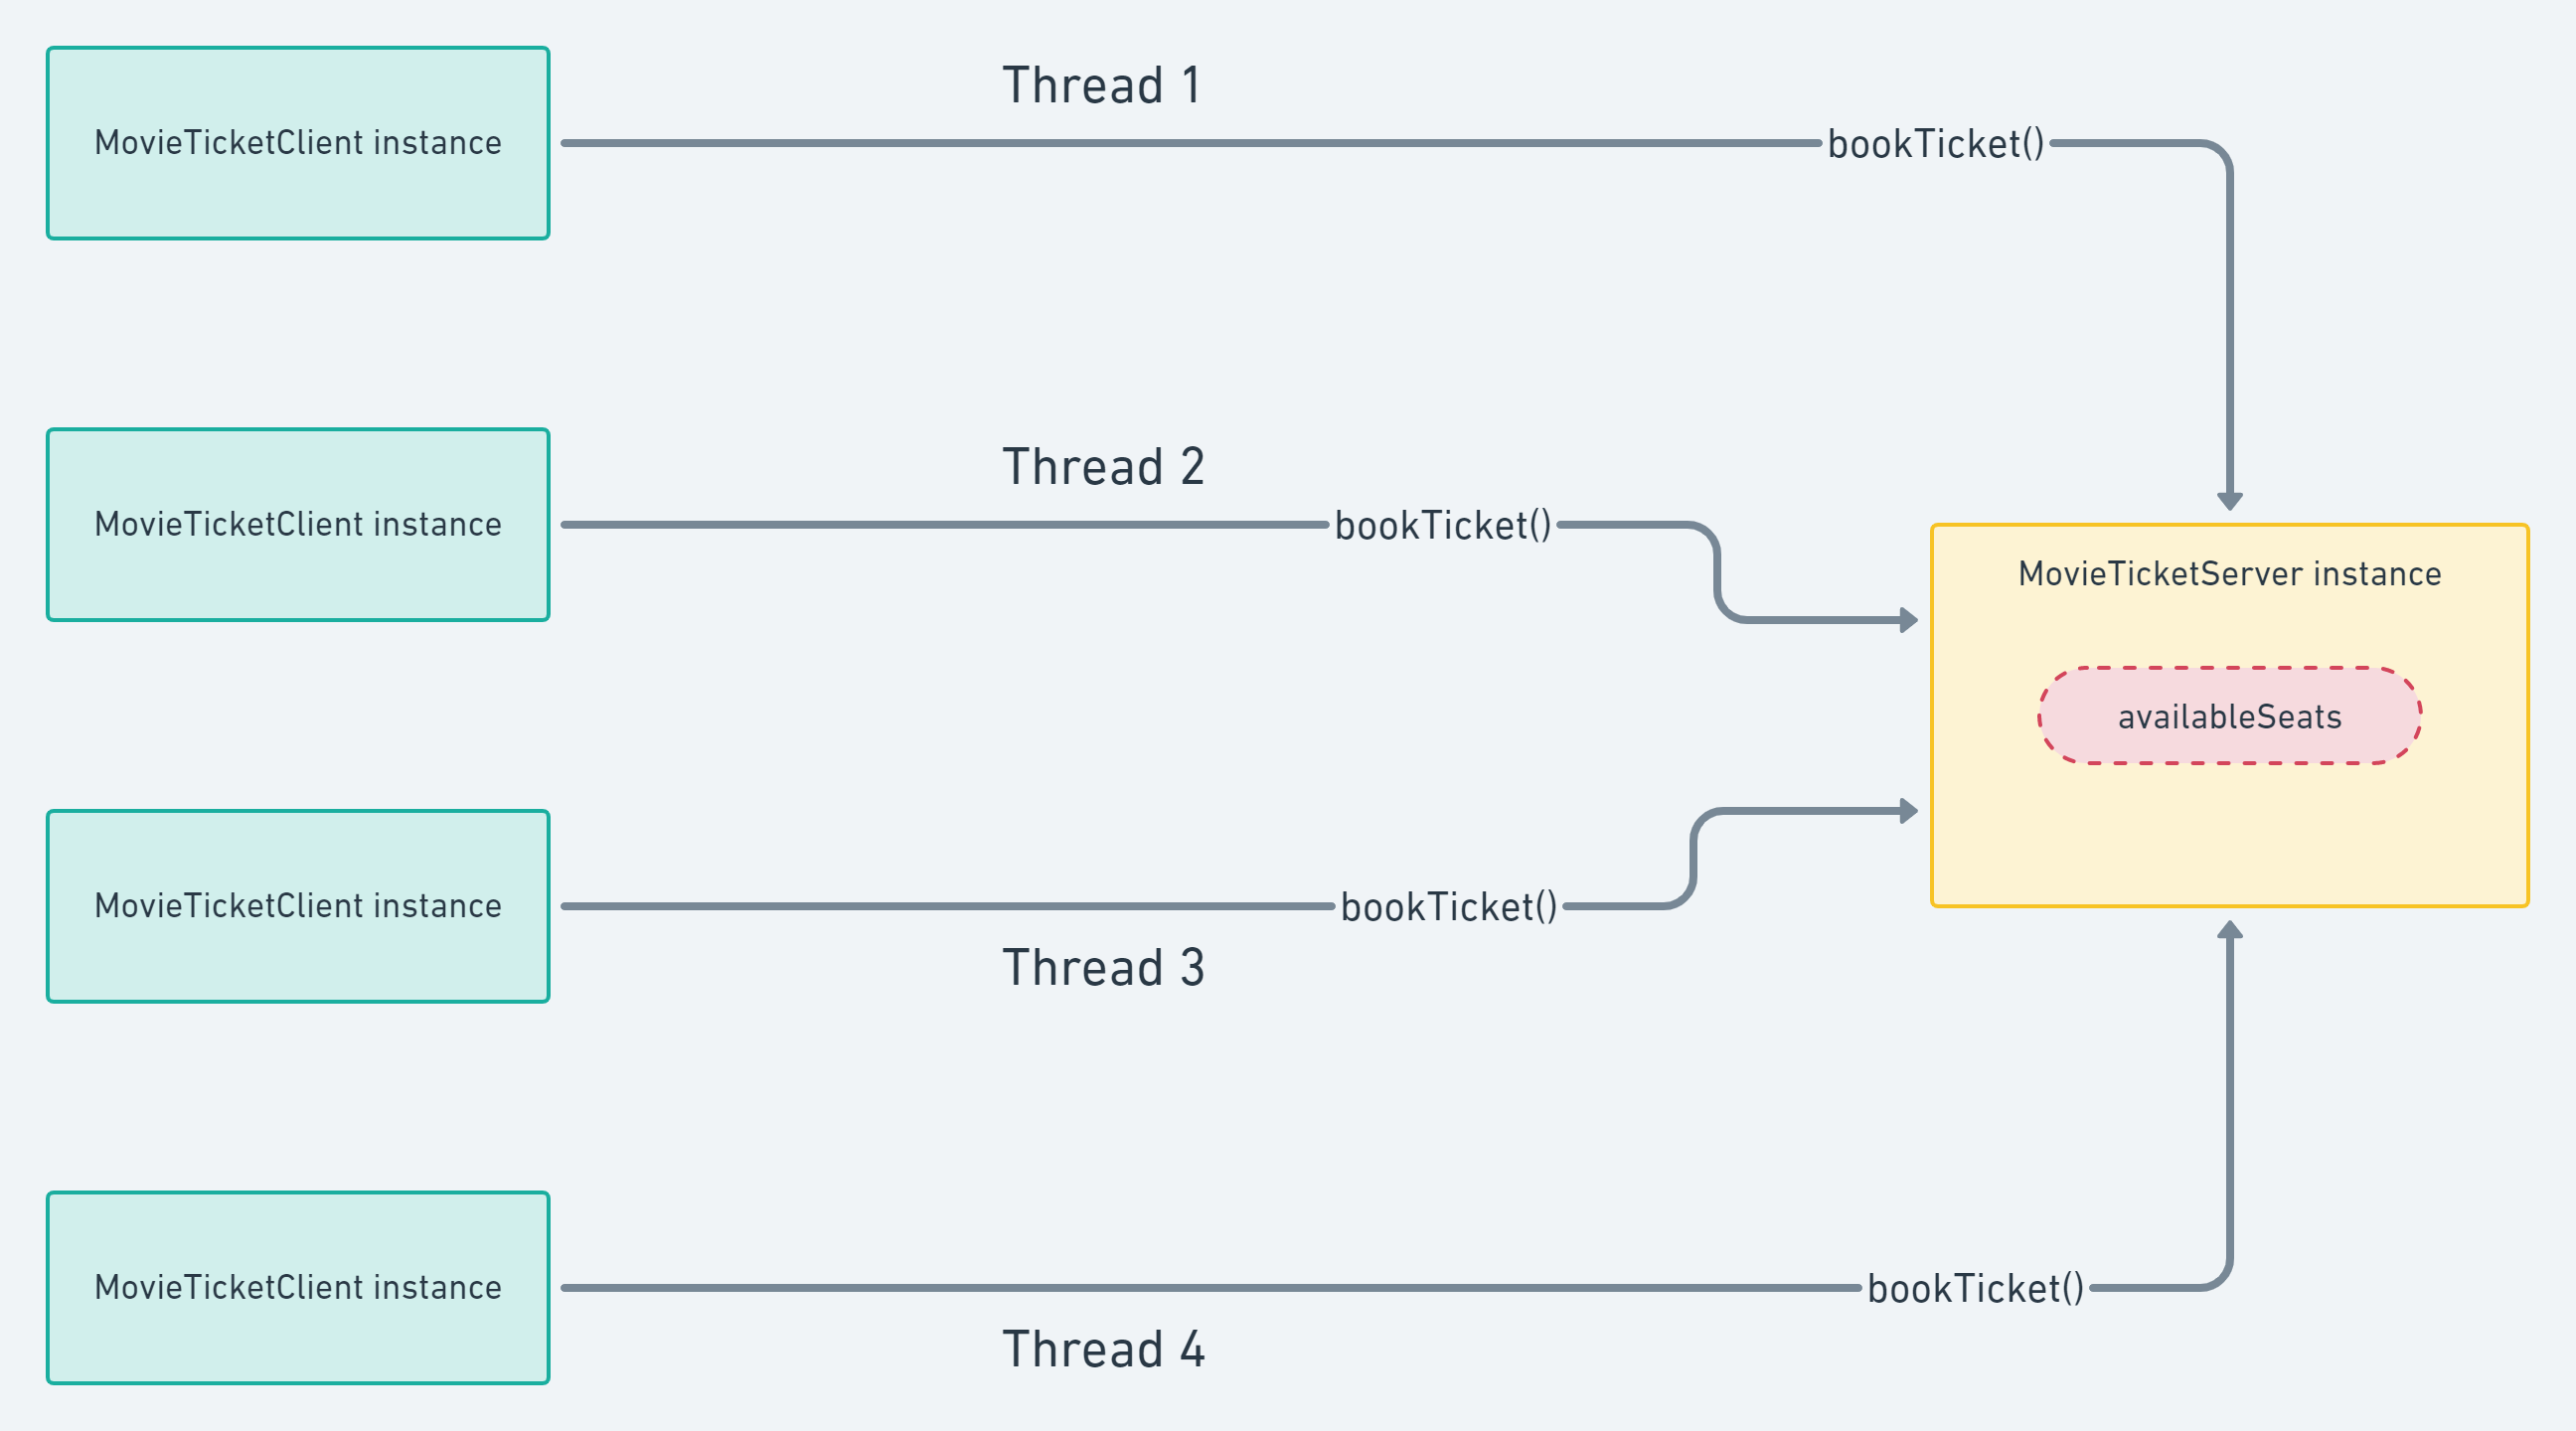 Thread 1
MovieTicketClient instance
bookTicket()
Thread 2
MovieTicketClient instance
bookTicket()
MovieTicketServer instance
availableSeats
MovieTicketClient instance
bookTicket()
Thread 3
MovieTicketClient instance
bookTicket()
Thread 4